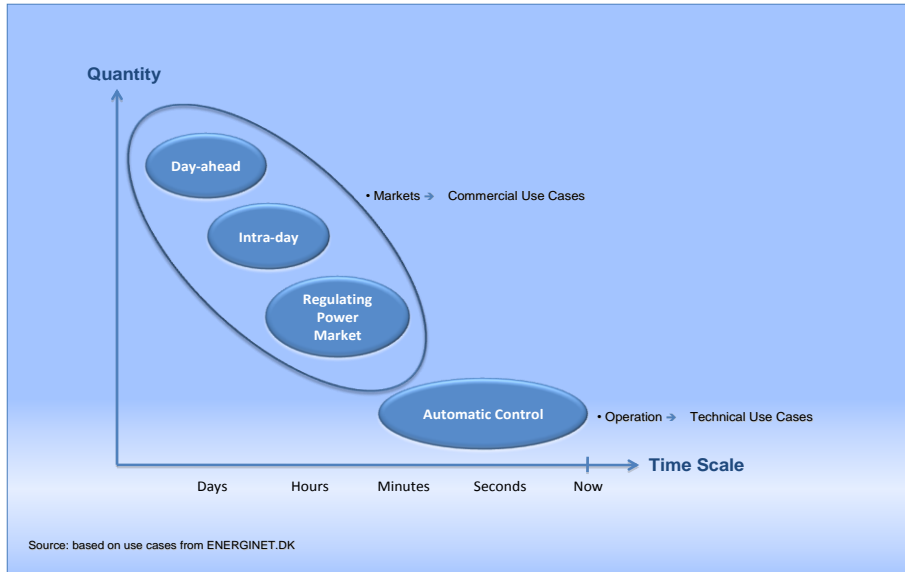 Quantity
Day-ahead
• Markets → Commercial Use Cases
Intra-day
Regulating
Power
Market
Automatic Control
• Operation → Technical Use Cases
Time Scale
Days Hours Minutes Seconds Now
Source: based on use cases from ENERGINET.DK